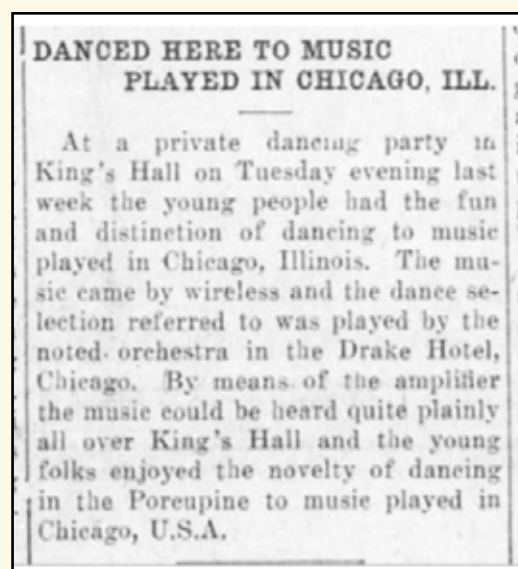 DANCED HERE TO MUSIC
PLAYED IN CHICAGO, ILL.
At a private dancing party in
King's Hall on Tuesday evening last
week the young people had the fun
and distinction of dancing to music
played in Chicago, Illinois. The mu-
sic came by wireless and the dance se-
lection referred to was played by the
noted orchestra in the Drake Hotel,
Chicago. By means of the amplifier
the music could be heard quite plainly
all over King's Hall and the young
folks enjoyed the novelty of dancing
in the Porcupine to music played in
Chicago, U.S.A.